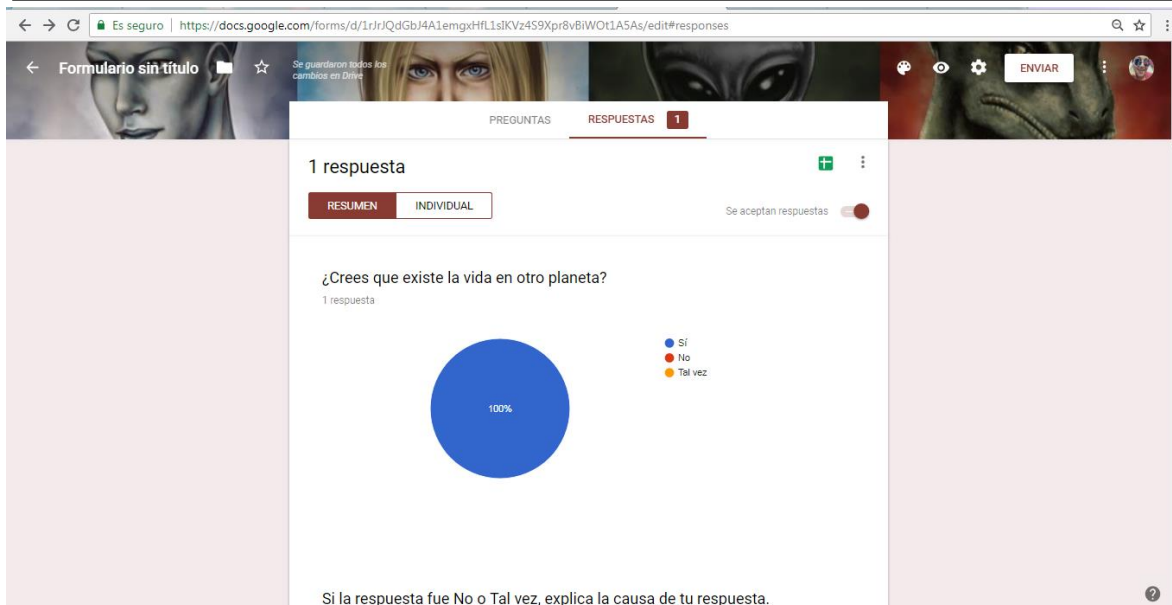 Es seguro | https://docs.google.com/forms/d/1rJrJQdGbJ4A1emgxHfL1sIKVz4S9Xpr8vBiWOt1A5As/edit#responses
Formulario sin título
Se guardaron todos los
cambios en Drive
ENVIAR
PREGUNTAS RESPUESTAS 1
1 respuesta
RESUMEN INDIVIDUAL
Se aceptan respuestas
¿Crees que existe la vida en otro planeta?
1 respuesta
Sí
No
Tal vez
100%
Si la respuesta fue No o Tal vez, explica la causa de tu respuesta.